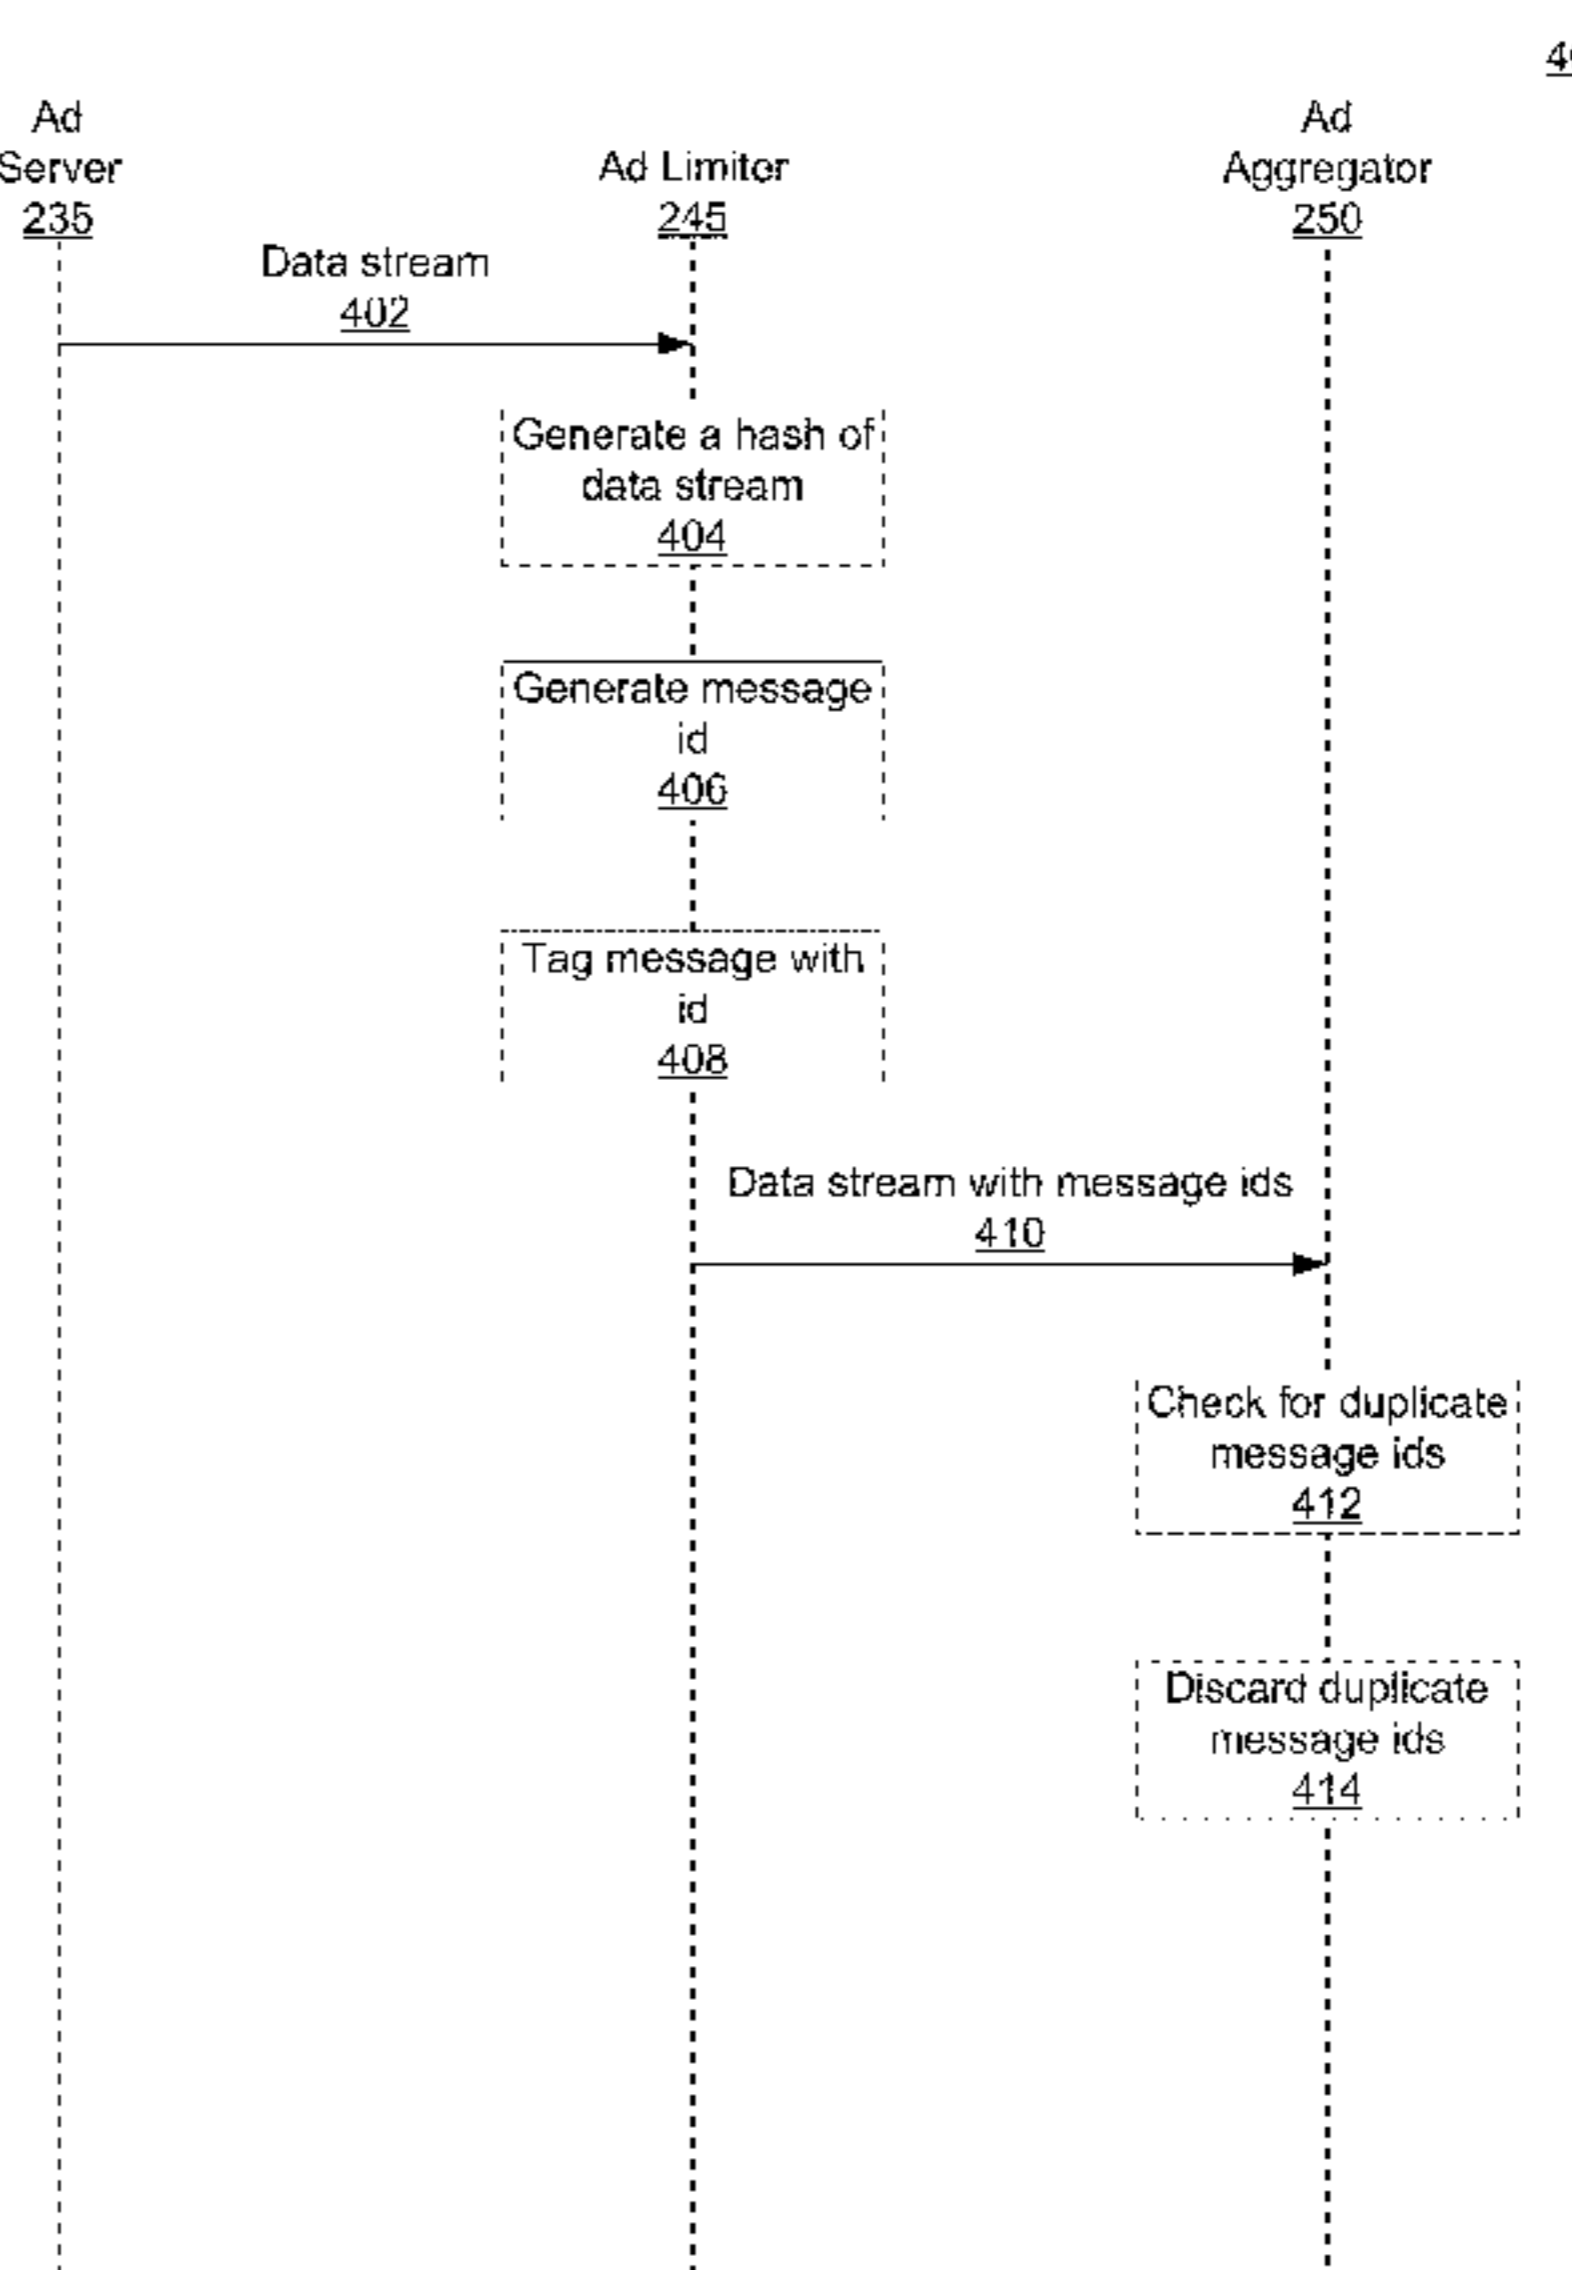 Ad
Server
235
Ad Limiter
245
Ad
Aggregator
250
Data stream
402
Generate a hash of
data stream
404
Generate message
id
406
Tag message with
id
408
Data stream with message ids
410
Check for duplicate
message ids
412
Discard duplicate
message ids
414